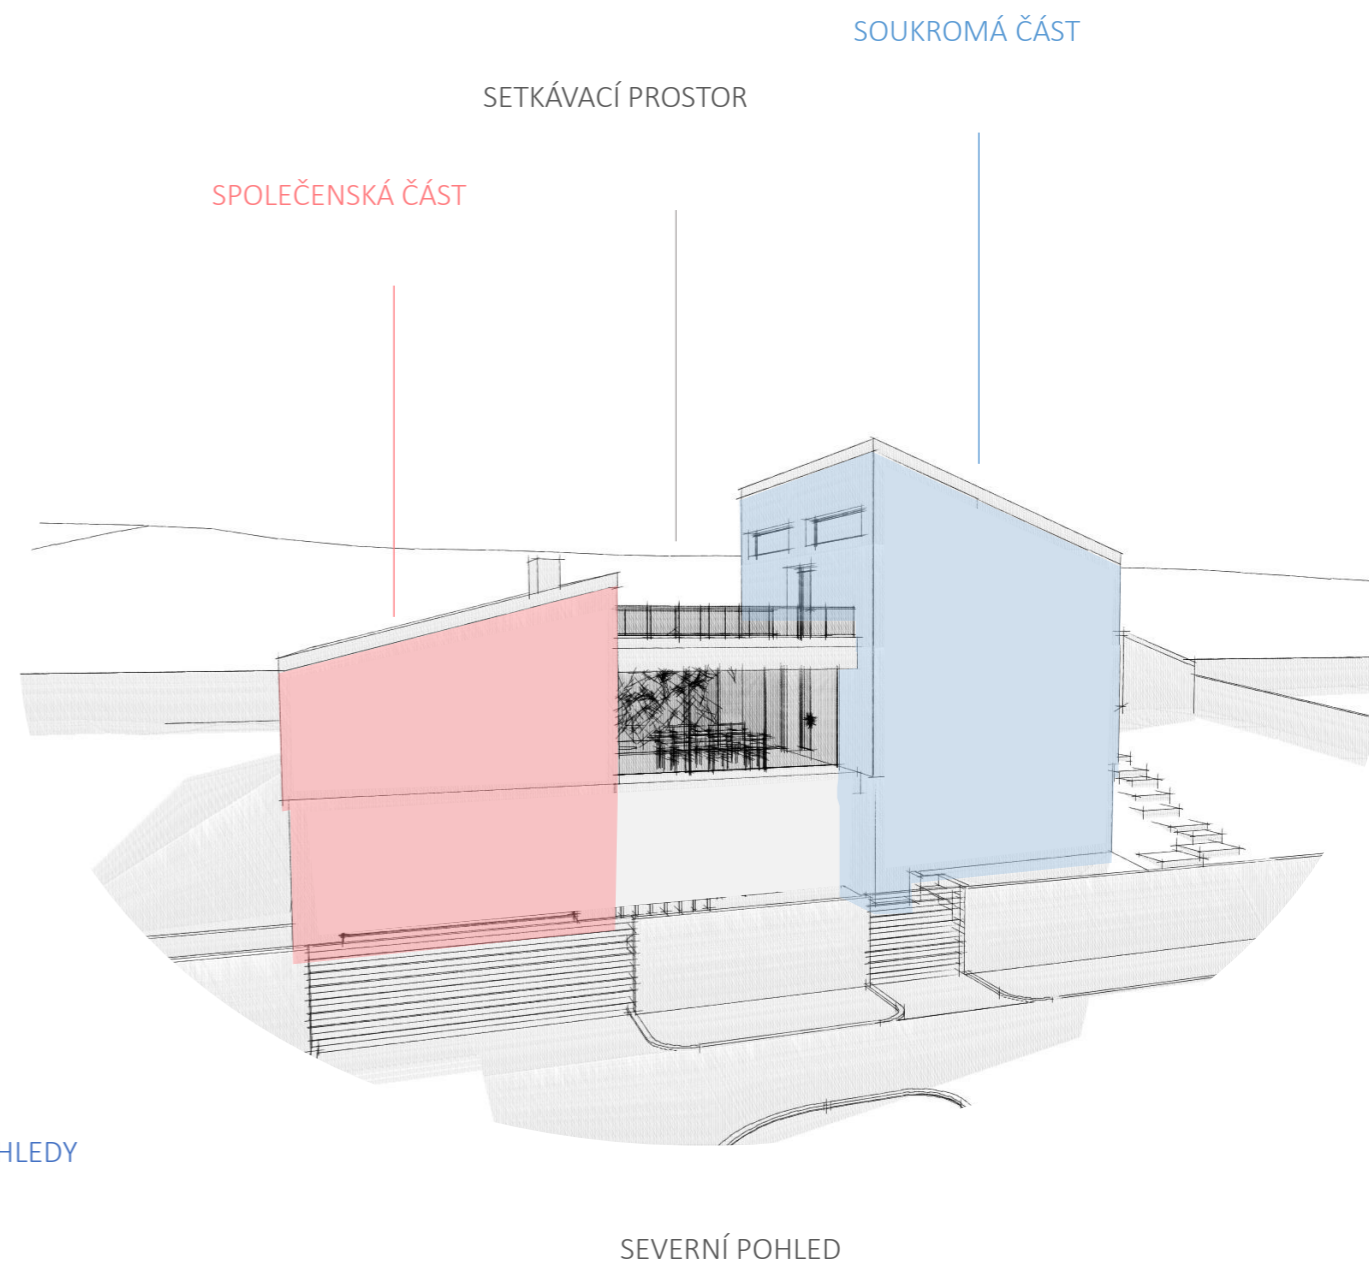 SOUKROMÁ ČÁST
SETKÁVACÍ PROSTOR
SPOLEČENSKÁ ČÁST
HLEDY
SEVERNÍ POHLED